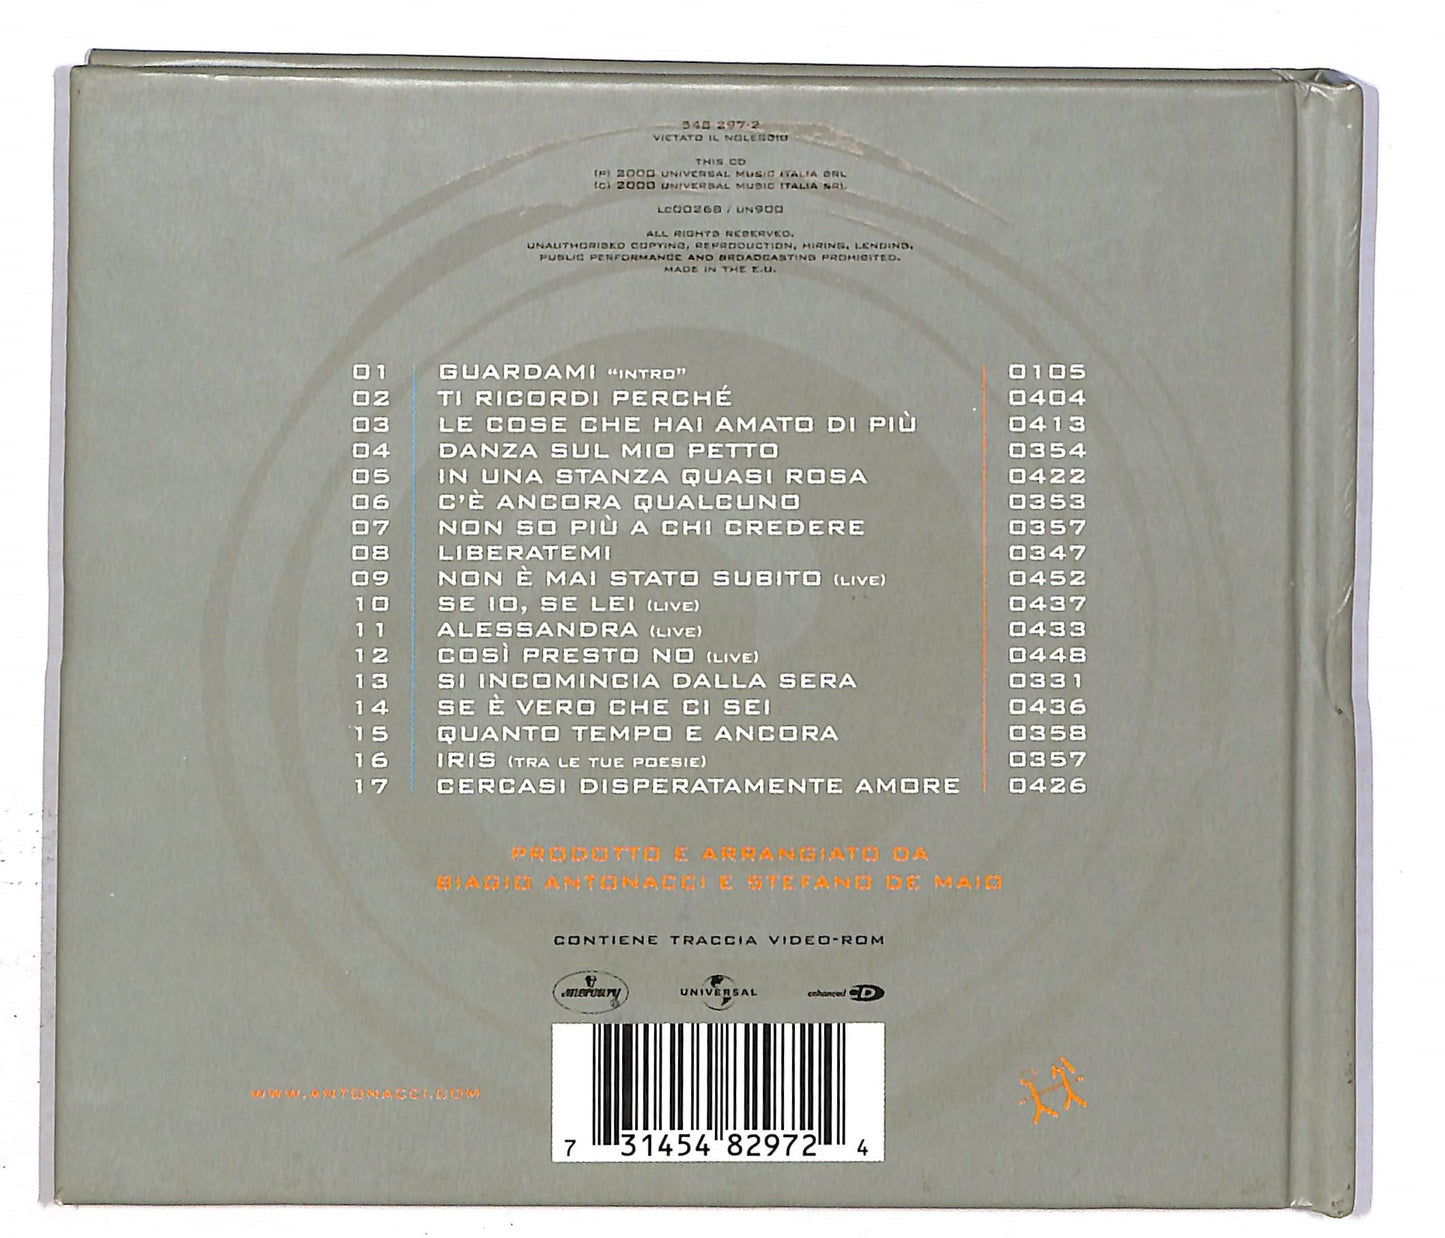 548 297-2
VIETATO IL NOLEGGIO
THIS CD
(P) 2000 UNIVERSAL MUSIC ITALIA SRL
(C) 2000 UNIVERSAL MUSIC ITALIA SRL
LC00268 / UN900
ALL RIGHTS RESERVED.
UNAUTHORISED COPYING, REPRODUCTION, HIRING, LENDING,
PUBLIC PERFORMANCE AND BROADCASTING PROHIBITED.
MADE IN THE E.U.
01 GUARDAMI "INTRO" 0105
02 TI RICORDI PERCHÉ 0404
03 LE COSE CHE HAI AMATO DI PIÙ 0413
04 DANZA SUL MIO PETTO 0354
05 IN UNA STANZA QUASI ROSA 0422
06 C'È ANCORA QUALCUNO 0353
07 NON SO PIÙ A CHI CREDERE 0357
08 LIBERATEMI 0347
09 NON È MAI STATO SUBITO (LIVE) 0452
10 SE IO, SE LEI (LIVE) 0437
11 ALESSANDRA (LIVE) 0433
12 COSÌ PRESTO NO (LIVE) 0448
13 SI INCOMINCIA DALLA SERA 0331
14 SE È VERO CHE CI SEI 0436
15 QUANTO TEMPO E ANCORA 0358
16 IRIS (TRA LE TUE POESIE) 0357
17 CERCASI DISPERATAMENTE AMORE 0426
PRODOTTO E ARRANGIATO DA
BIAGIO ANTONACCI E STEFANO DE MAIO
CONTIENE TRACCIA VIDEO-ROM
mercury UNIVERSAL enhanced CD
WWW.ANTONACCI.COM
7 31454 82972 4